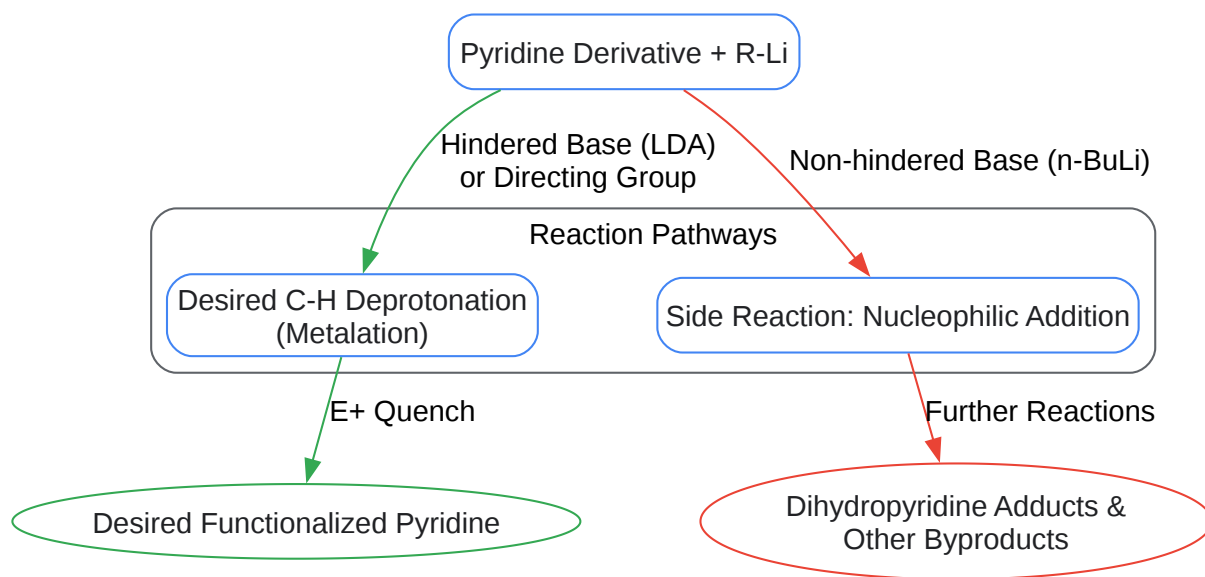 Pyridine Derivative + R-Li
Hindered Base (LDA)
or Directing Group
Non-hindered Base (n-BuLi)
Reaction Pathways
Desired C-H Deprotonation
(Metalation)
Side Reaction: Nucleophilic Addition
E+ Quench
Further Reactions
Desired Functionalized Pyridine
Dihydropyridine Adducts &
Other Byproducts